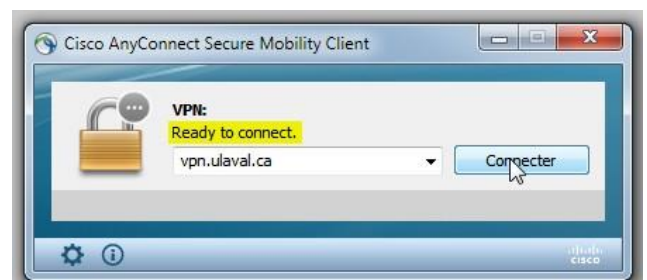 Cisco AnyConnect Secure Mobility Client
VPN:
Ready to connect.
vpn.ulaval.ca
Connecter
CISCO